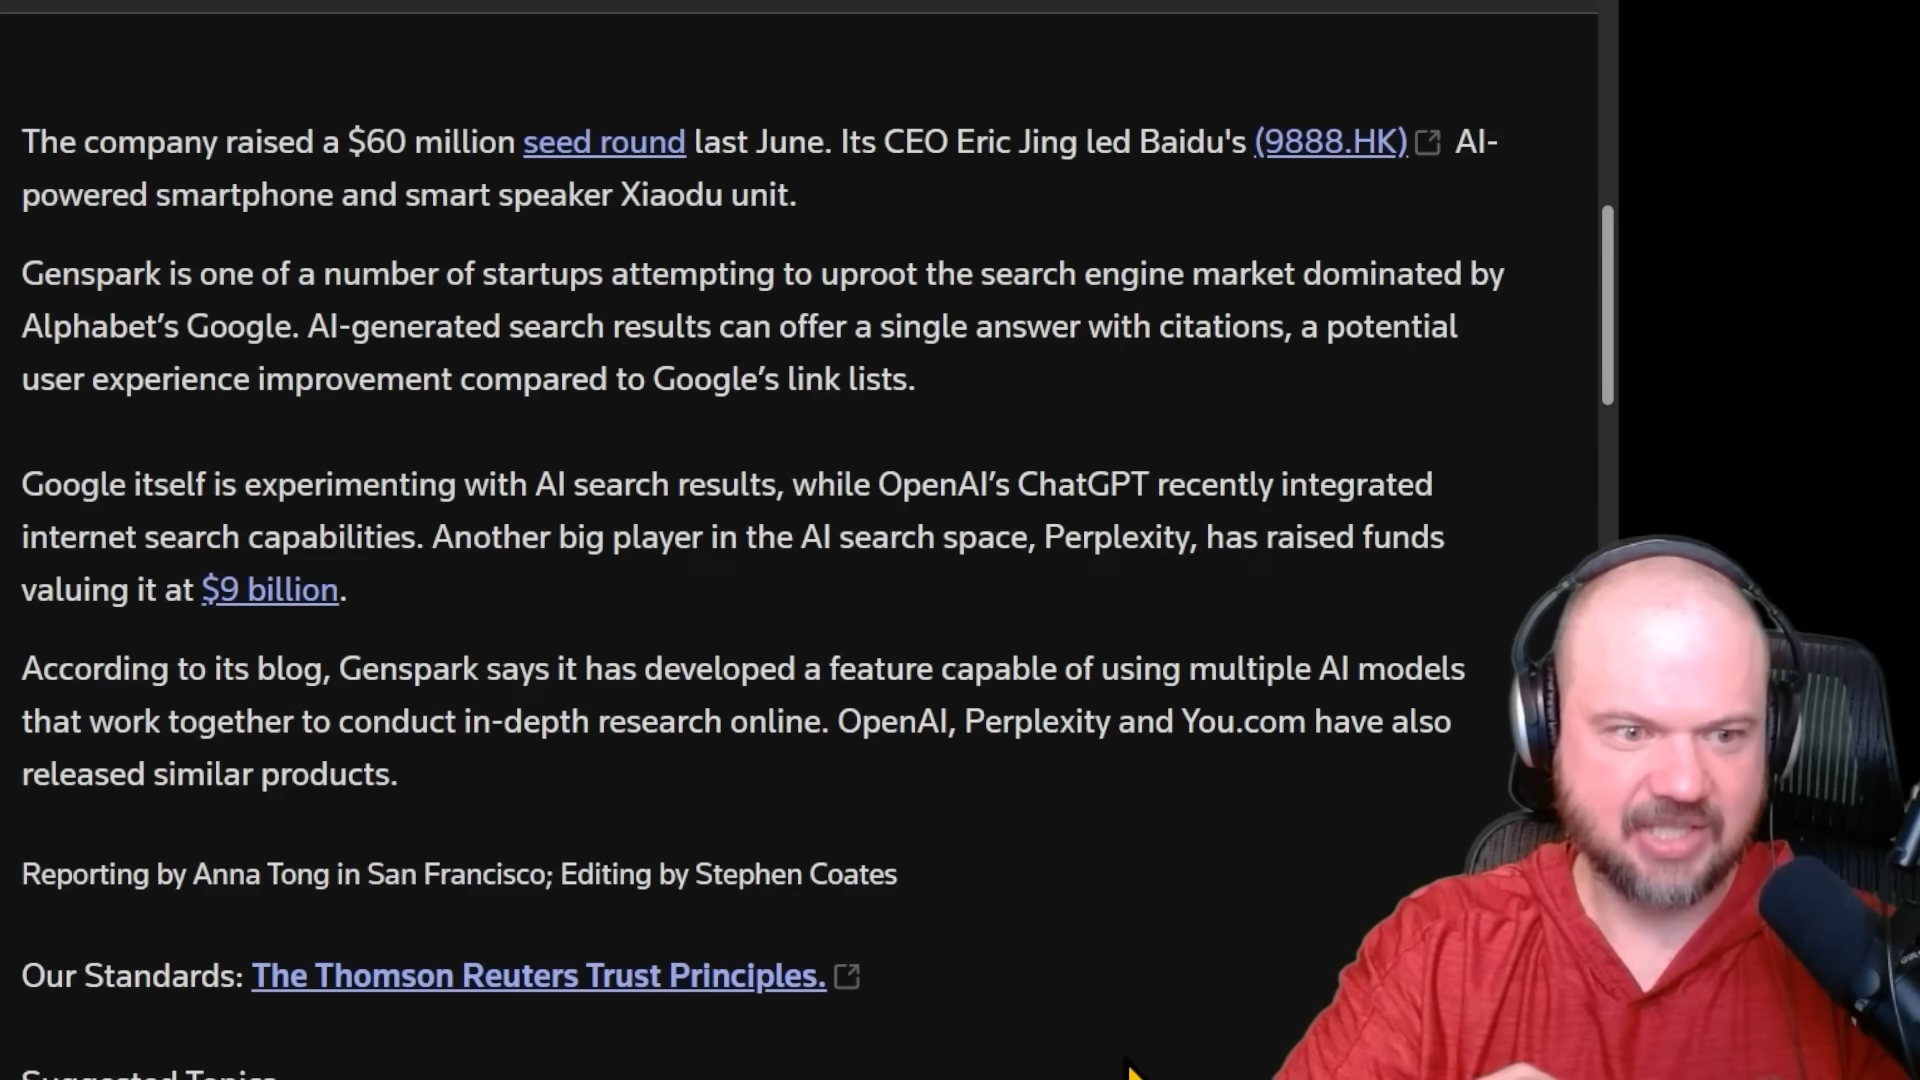 The company raised a $60 million seed round last June. Its CEO Eric Jing led Baidu's (9888.HK) AI-
powered smartphone and smart speaker Xiaodu unit.
Genspark is one of a number of startups attempting to uproot the search engine market dominated by
Alphabet’s Google. AI-generated search results can offer a single answer with citations, a potential
user experience improvement compared to Google’s link lists.
Google itself is experimenting with AI search results, while OpenAI’s ChatGPT recently integrated
internet search capabilities. Another big player in the AI search space, Perplexity, has raised funds
valuing it at $9 billion.
According to its blog, Genspark says it has developed a feature capable of using multiple AI models
that work together to conduct in-depth research online. OpenAI, Perplexity and You.com have also
released similar products.
Reporting by Anna Tong in San Francisco; Editing by Stephen Coates
Our Standards: The Thomson Reuters Trust Principles.
Suggested Topics